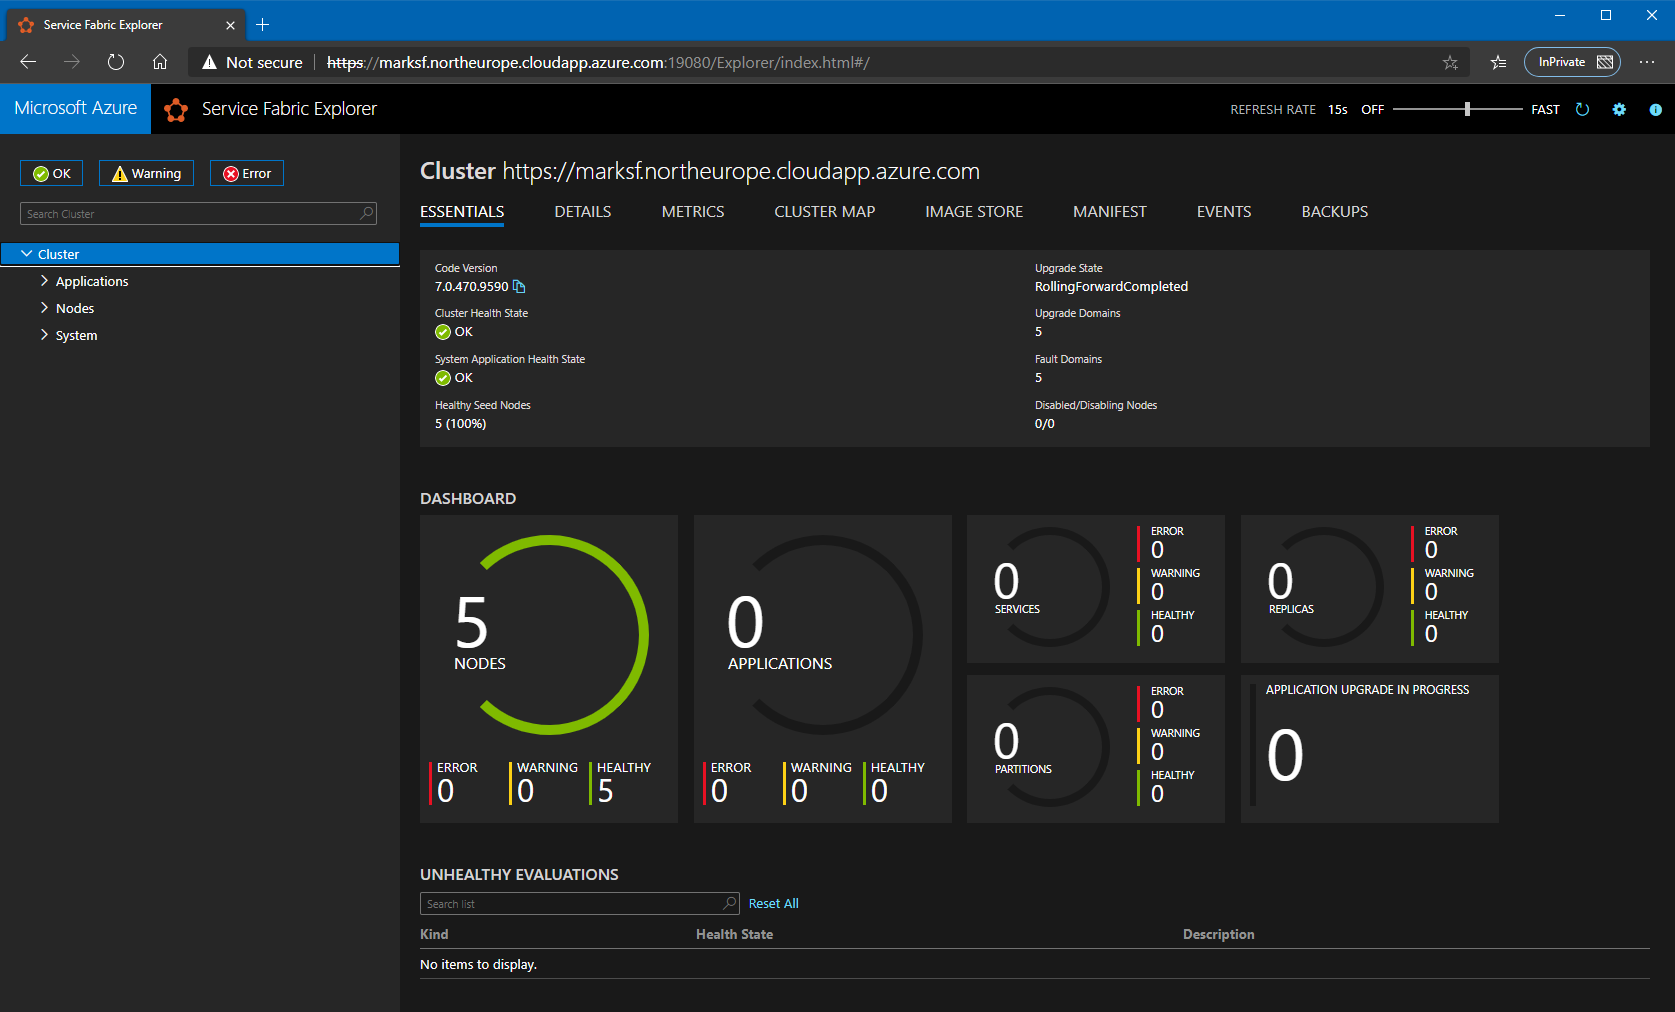 Service Fabric Explorer
Not secure
https://marksf.northeurope.cloudapp.azure.com:19080/Explorer/index.html#/
InPrivate
Microsoft Azure
Service Fabric Explorer
REFRESH RATE 15s OFF FAST
OK
Warning
Error
Search Cluster
Cluster
Applications
Nodes
System
Cluster https://marksf.northeurope.cloudapp.azure.com
ESSENTIALS DETAILS METRICS CLUSTER MAP IMAGE STORE MANIFEST EVENTS BACKUPS
Code Version
7.0.470.9590
Cluster Health State
OK
System Application Health State
OK
Healthy Seed Nodes
5 (100%)
Upgrade State
RollingForwardCompleted
Upgrade Domains
5
Fault Domains
5
Disabled/Disabling Nodes
0/0
DASHBOARD
5
NODES
ERROR
0
WARNING
0
HEALTHY
5
0
APPLICATIONS
ERROR
0
WARNING
0
HEALTHY
0
0
SERVICES
ERROR
0
WARNING
0
HEALTHY
0
0
REPLICAS
ERROR
0
WARNING
0
HEALTHY
0
0
PARTITIONS
ERROR
0
WARNING
0
HEALTHY
0
APPLICATION UPGRADE IN PROGRESS
0
UNHEALTHY EVALUATIONS
Search list
Reset All
Kind Health State Description
No items to display.